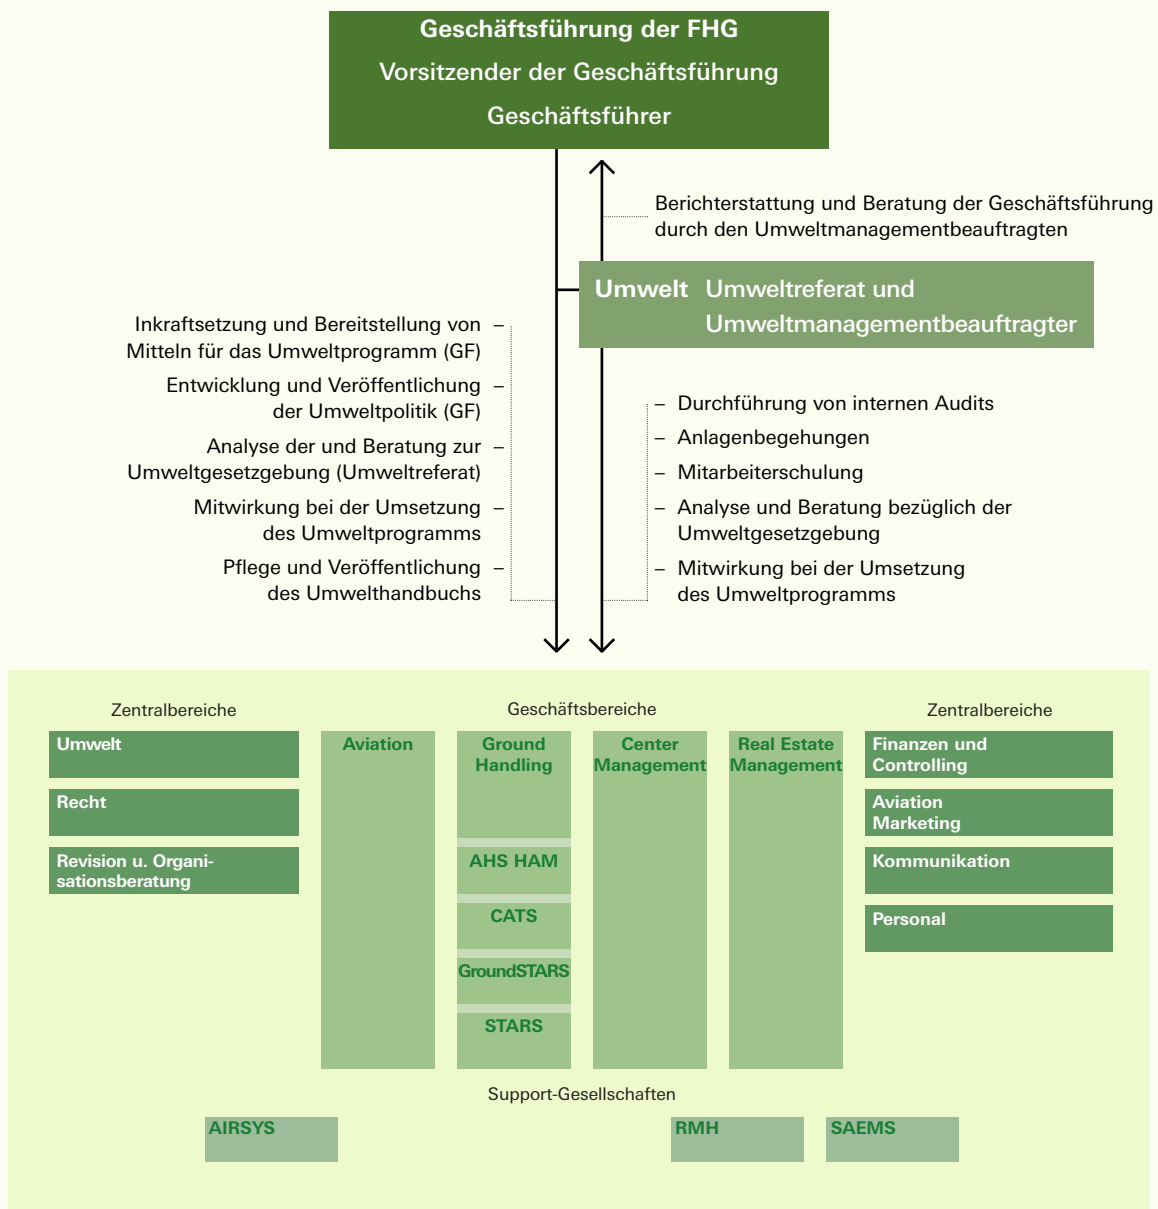 Geschäftsführung der FHG
Vorsitzender der Geschäftsführung
Geschäftsführer
Berichterstattung und Beratung der Geschäftsführung
durch den Umweltmanagementbeauftragten
Umwelt Umweltreferat und
Umweltmanagementbeauftragter
Inkraftsetzung und Bereitstellung von –
Mitteln für das Umweltprogramm (GF)
Entwicklung und Veröffentlichung –
der Umweltpolitik (GF)
Analyse der und Beratung zur –
Umweltgesetzgebung (Umweltreferat)
Mitwirkung bei der Umsetzung –
des Umweltprogramms
Pflege und Veröffentlichung –
des Umwelthandbuchs
– Durchführung von internen Audits
– Anlagenbegehungen
– Mitarbeiterschulung
– Analyse und Beratung bezüglich der
Umweltgesetzgebung
– Mitwirkung bei der Umsetzung
des Umweltprogramms
Zentralbereiche
Umwelt
Recht
Revision u. Organi-
sationsberatung
Geschäftsbereiche
Aviation
Ground
Handling
AHS HAM
CATS
GroundSTARS
STARS
Center
Management
Real Estate
Management
Zentralbereiche
Finanzen und
Controlling
Aviation
Marketing
Kommunikation
Personal
Support-Gesellschaften
AIRSYS
RMH
SAEMS